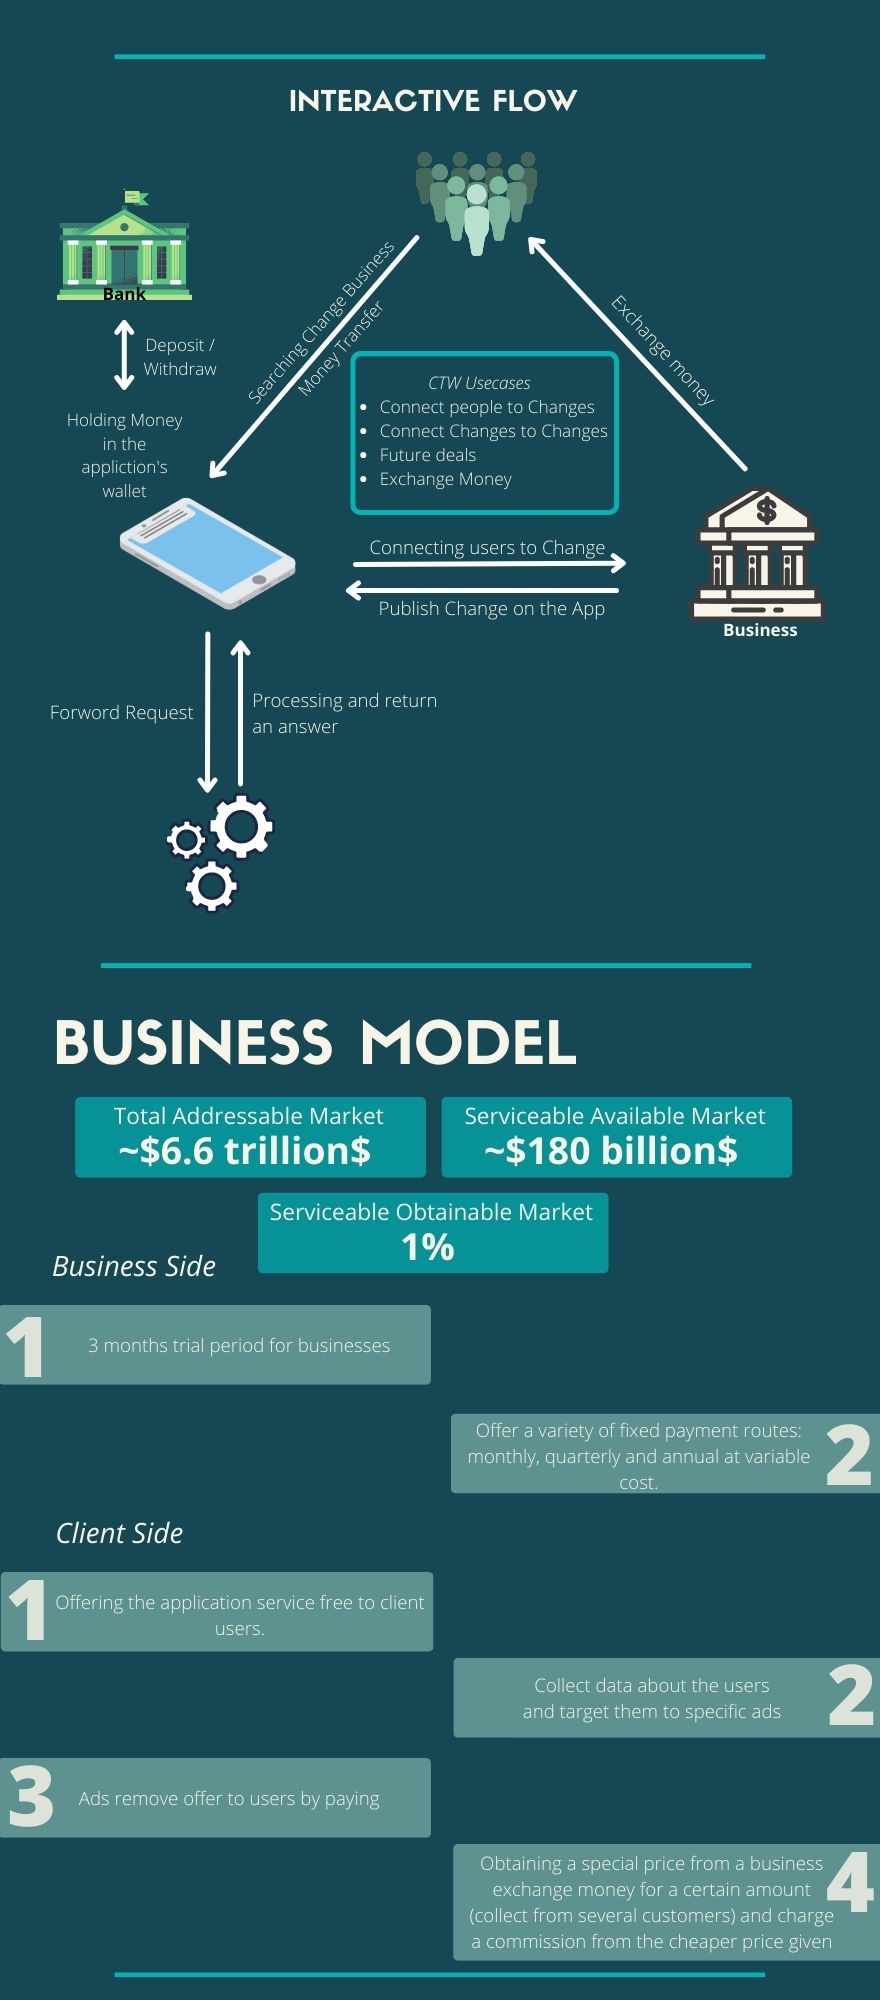 INTERACTIVE FLOW
Bank
Deposit /
Withdraw
Holding Money
in the
appliction's
wallet
Searching Change Business
Money Transfer
Exchange money
CTW Usecases
• Connect people to Changes
• Connect Changes to Changes
• Future deals
• Exchange Money
$
Connecting users to Change
Publish Change on the App
Business
Forword Request
Processing and return
an answer
BUSINESS MODEL
Total Addressable Market
~$6.6 trillion$
Serviceable Available Market
~$180 billion$
Serviceable Obtainable Market
1%
Business Side
1
3 months trial period for businesses
Offer a variety of fixed payment routes:
monthly, quarterly and annual at variable
cost.
2
Client Side
1
Offering the application service free to client
users.
Collect data about the users
and target them to specific ads
2
3
Ads remove offer to users by paying
Obtaining a special price from a business
exchange money for a certain amount
(collect from several customers) and charge
a commission from the cheaper price given
4